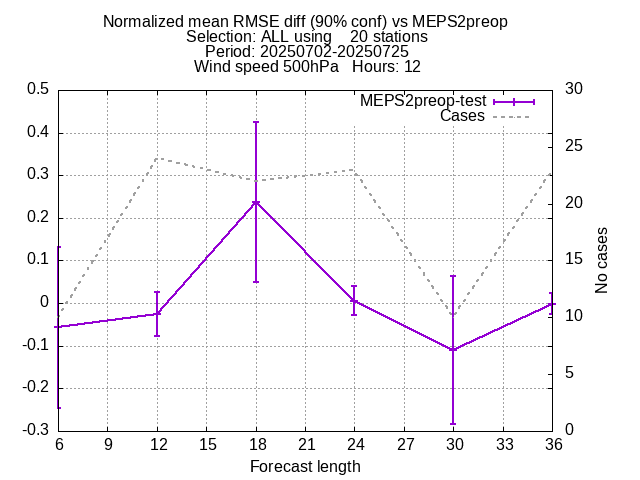 Normalized mean RMSE diff (90% conf) vs MEPS2preop
Selection: ALL using    20 stations
Period: 20250702-20250725
Wind speed 500hPa   Hours: 12
MEPS2preop-test
Cases
0.5
0.4
0.3
0.2
0.1
0
-0.1
-0.2
-0.3
30
25
20
15
10
5
0
No cases
6 9 12 15 18 21 24 27 30 33 36
Forecast length